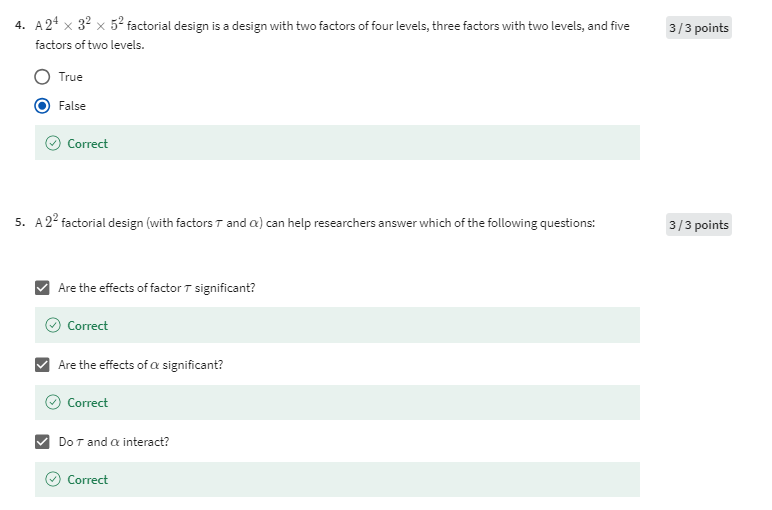 4. A 2⁴ × 3² × 5² factorial design is a design with two factors of four levels, three factors with two levels, and five 3 / 3 points
factors of two levels.
True
False
Correct
5. A 2² factorial design (with factors τ and α) can help researchers answer which of the following questions: 3 / 3 points
Are the effects of factor τ significant?
Correct
Are the effects of α significant?
Correct
Do τ and α interact?
Correct